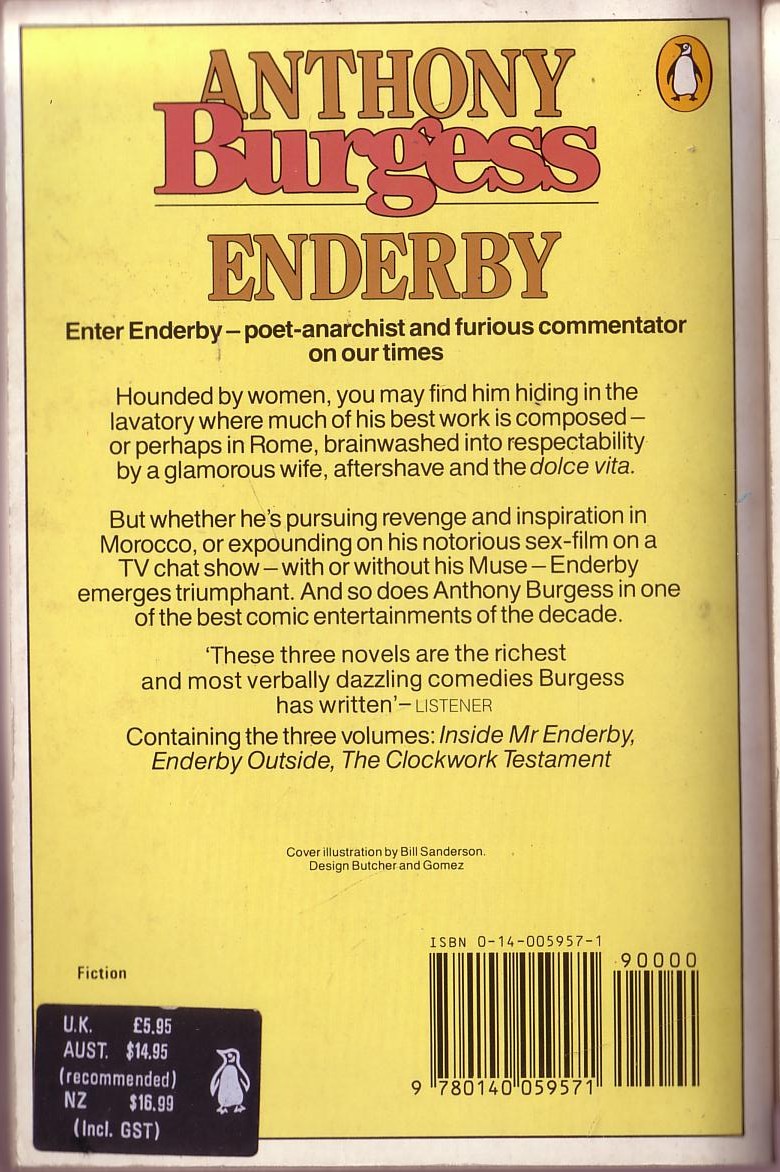 ANTHONY
Burgess
ENDERBY
Enter Enderby – poet-anarchist and furious commentator
on our times
Hounded by women, you may find him hiding in the
lavatory where much of his best work is composed –
or perhaps in Rome, brainwashed into respectability
by a glamorous wife, aftershave and the dolce vita.
But whether he's pursuing revenge and inspiration in
Morocco, or expounding on his notorious sex-film on a
TV chat show – with or without his Muse – Enderby
emerges triumphant. And so does Anthony Burgess in one
of the best comic entertainments of the decade.
‘These three novels are the richest
and most verbally dazzling comedies Burgess
has written’ – LISTENER
Containing the three volumes: Inside Mr Enderby,
Enderby Outside, The Clockwork Testament
Cover illustration by Bill Sanderson.
Design Butcher and Gomez
ISBN 0-14-005957-1
90000
Fiction
U.K. £5.95
AUST. $14.95
(recommended)
NZ $16.99
(Incl. GST)
9 780140 059571